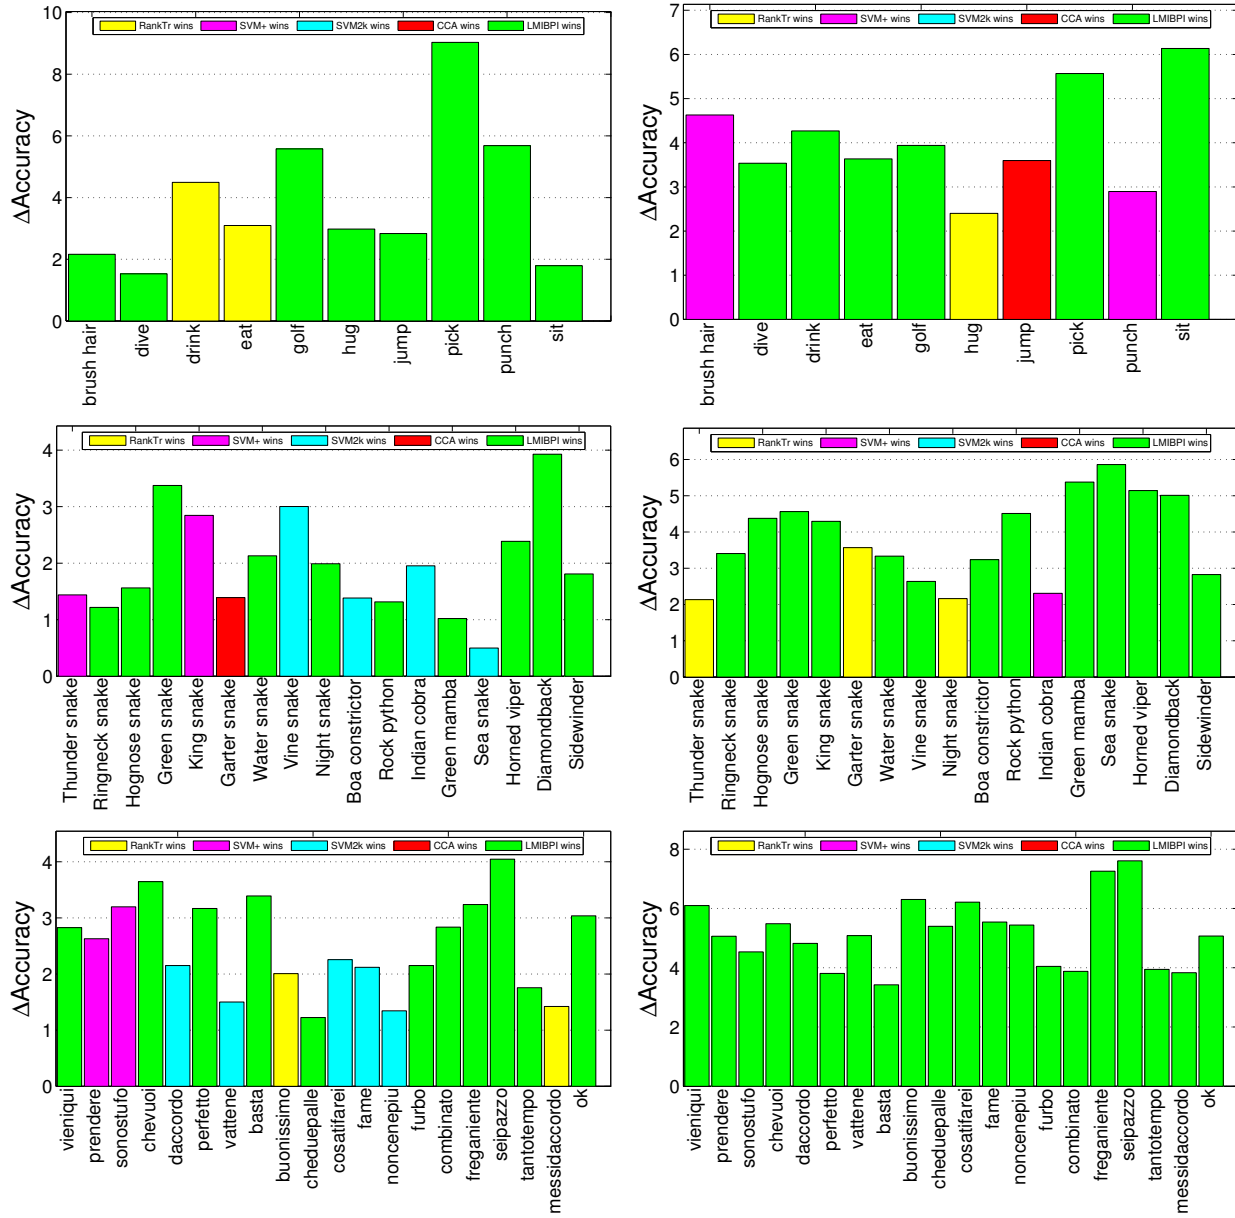 RankTr wins SVM+ wins SVM2k wins CCA wins LMIBPI wins
ΔAccuracy
10
8
6
4
2
0
brush hair dive drink eat golf hug jump pick punch sit
RankTr wins SVM+ wins SVM2k wins CCA wins LMIBPI wins
ΔAccuracy
7
6
5
4
3
2
1
0
brush hair dive drink eat golf hug jump pick punch sit
RankTr wins SVM+ wins SVM2k wins CCA wins LMIBPI wins
ΔAccuracy
4
3
2
1
0
Thunder snake Ringneck snake Hognose snake Green snake King snake Garter snake Water snake Vine snake Night snake Boa constrictor Rock python Indian cobra Green mamba Sea snake Horned viper Diamondback Sidewinder
RankTr wins SVM+ wins SVM2k wins CCA wins LMIBPI wins
ΔAccuracy
6
5
4
3
2
1
0
Thunder snake Ringneck snake Hognose snake Green snake King snake Garter snake Water snake Vine snake Night snake Boa constrictor Rock python Indian cobra Green mamba Sea snake Horned viper Diamondback Sidewinder
RankTr wins SVM+ wins SVM2k wins CCA wins LMIBPI wins
ΔAccuracy
4
3
2
1
0
vieniqui prendere sonostufo chevuoi daccordo perfetto vattene basta buonissimo cheduepalle cosatifarei fame noncenepiu furbo combinato freganiente seipazzo tantotempo messidaccordo ok
RankTr wins SVM+ wins SVM2k wins CCA wins LMIBPI wins
ΔAccuracy
8
6
4
2
0
vieniqui prendere sonostufo chevuoi daccordo perfetto vattene basta buonissimo cheduepalle cosatifarei fame noncenepiu furbo combinato freganiente seipazzo tantotempo messidaccordo ok